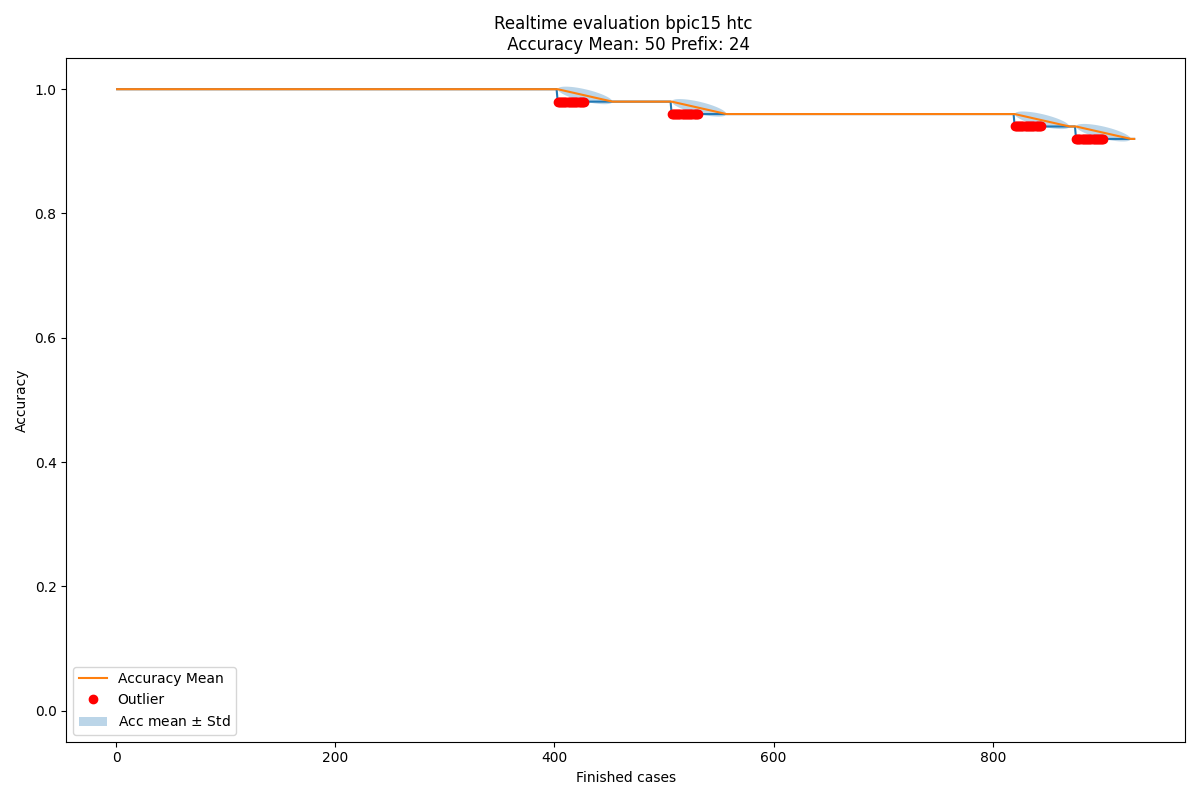 Realtime evaluation bpic15 htc
Accuracy Mean: 50 Prefix: 24
1.0
0.8
0.6
0.4
0.2
0.0
Accuracy
Accuracy Mean
Outlier
Acc mean ± Std
0 200 400 600 800
Finished cases